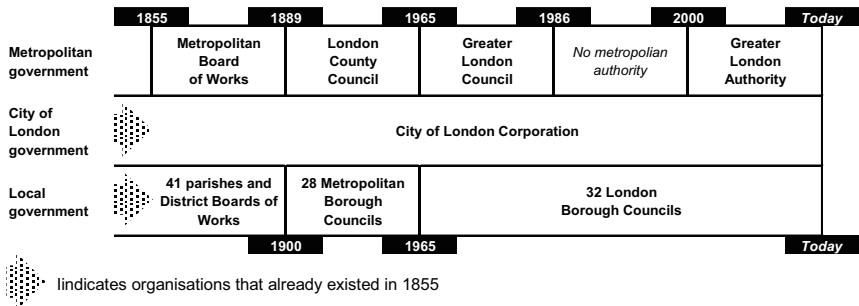 1855 1889 1965 1986 2000 Today
Metropolitan
government
Metropolitan
Board
of Works
London
County
Council
Greater
London
Council
No metropolian
authority
Greater
London
Authority
City of
London
government
City of London Corporation
Local
government
41 parishes and
District Boards of
Works
28 Metropolitan
Borough
Councils
32 London
Borough Councils
1900 1965 Today
Iindicates organisations that already existed in 1855